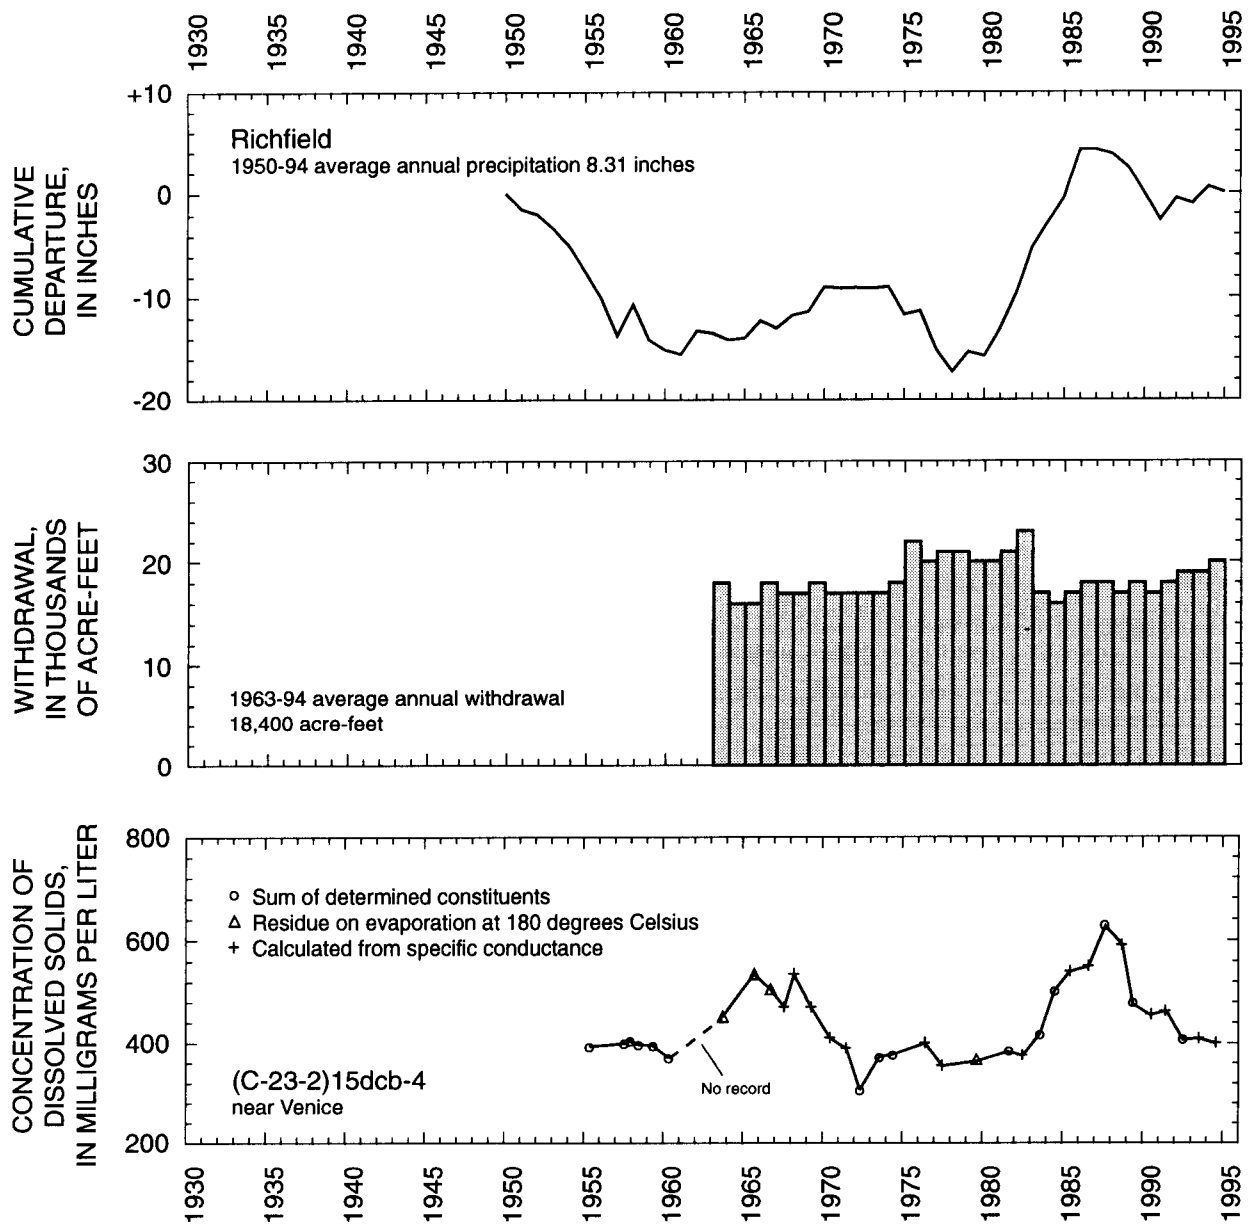 1930 1935 1940 1945 1950 1955 1960 1965 1970 1975 1980 1985 1990 1995
CUMULATIVE
DEPARTURE,
IN INCHES
+10
0
-10
-20
Richfield
1950-94 average annual precipitation 8.31 inches
WITHDRAWAL,
IN THOUSANDS
OF ACRE-FEET
30
20
10
0
1963-94 average annual withdrawal
18,400 acre-feet
CONCENTRATION OF
DISSOLVED SOLIDS,
IN MILLIGRAMS PER LITER
800
600
400
200
Sum of determined constituents
Residue on evaporation at 180 degrees Celsius
Calculated from specific conductance
No record
(C-23-2)15dcb-4
near Venice
1930 1935 1940 1945 1950 1955 1960 1965 1970 1975 1980 1985 1990 1995